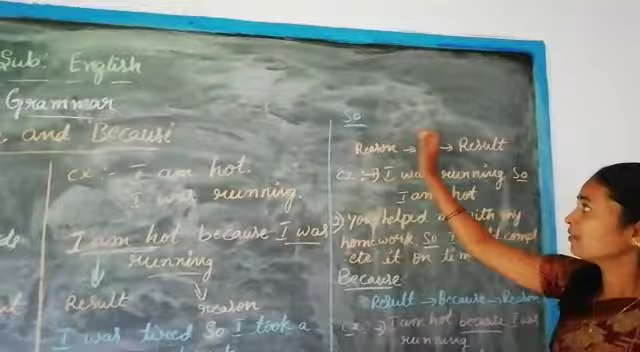 Sub: English
Grammar
and Because
ex:- I am hot.
I was running.
I am hot because I was
running
Result
reason
I was tired So I took a
So
Reason → → Result
ex:-→) I was running So
I am hot
→) You helped with my
homework. So I compl
ete it on
Because
Result → Because → Reason
Ex:-→) I am hot because I was
running